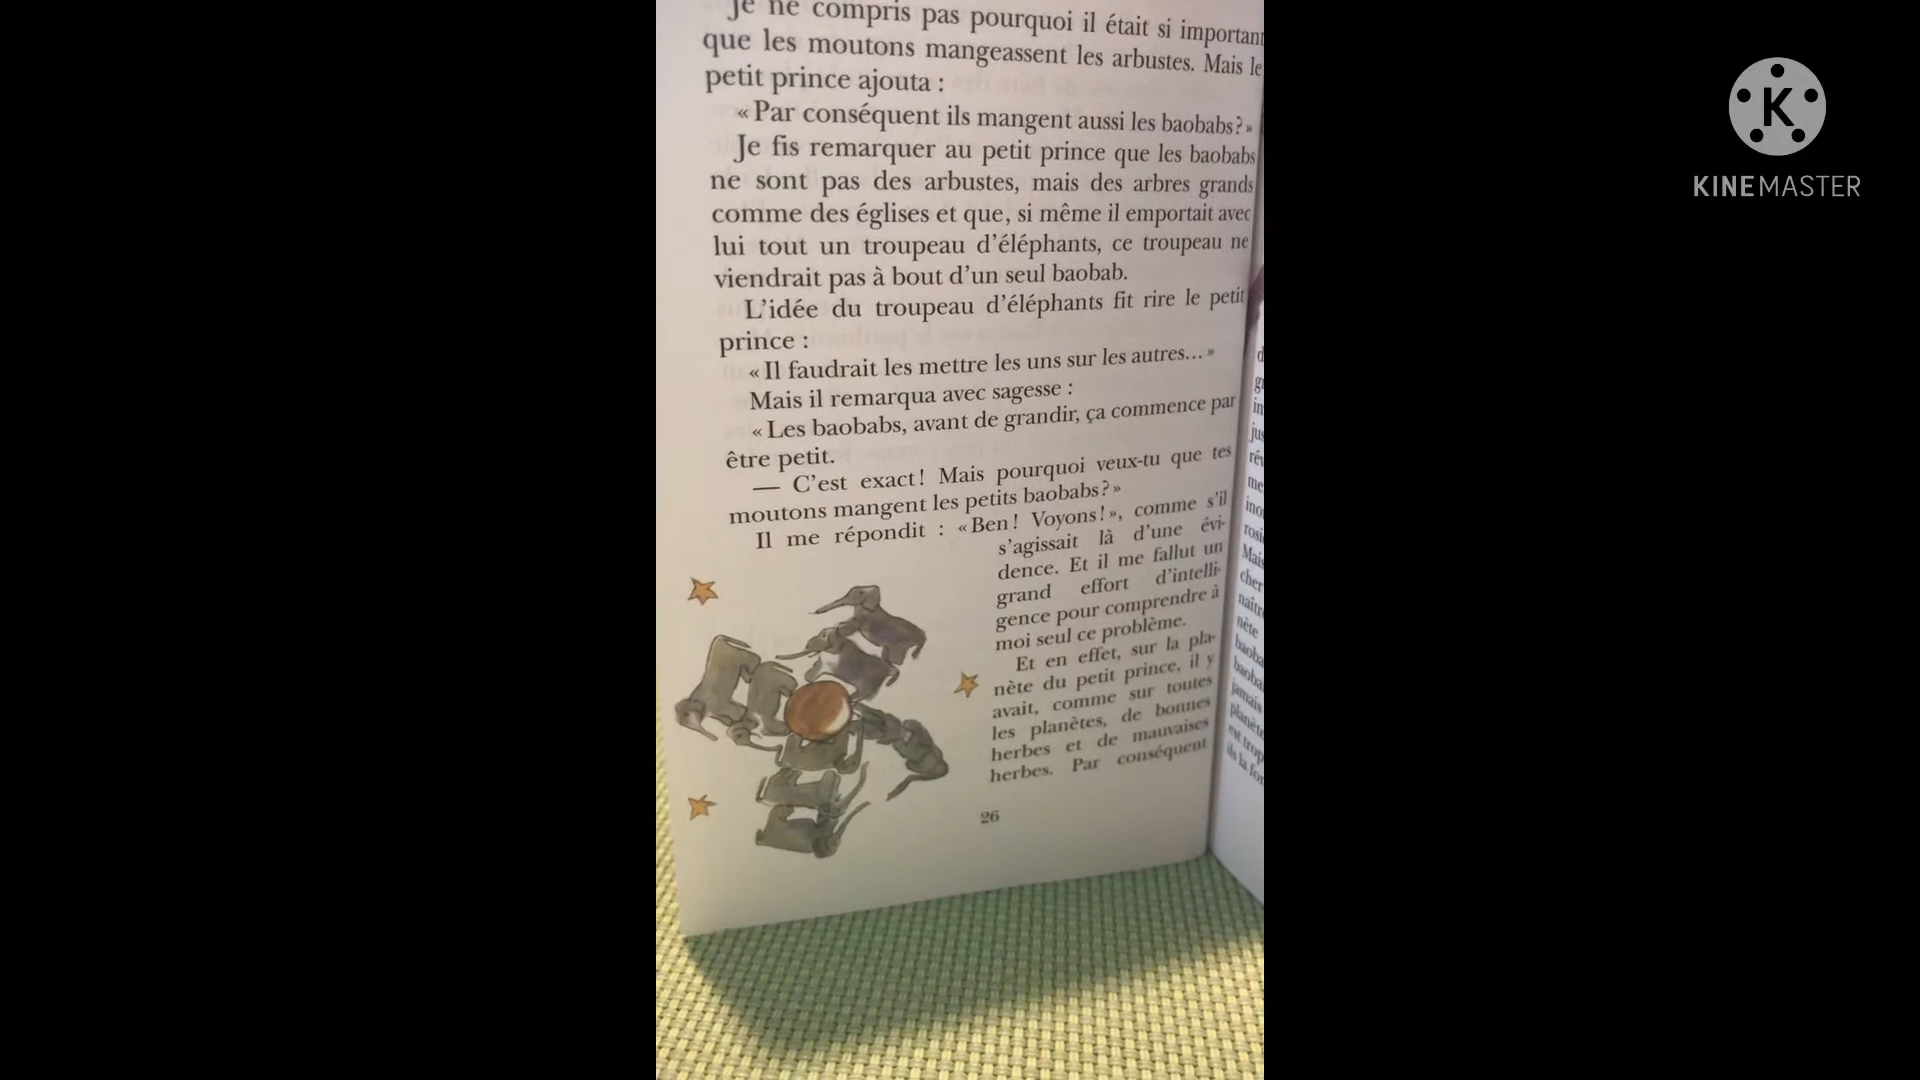 Je ne compris pas pourquoi il était si important
que les moutons mangeassent les arbustes. Mais le
petit prince ajouta :
« Par conséquent ils mangent aussi les baobabs ? »
Je fis remarquer au petit prince que les baobabs
ne sont pas des arbustes, mais des arbres grands
comme des églises et que, si même il emportait avec
lui tout un troupeau d'éléphants, ce troupeau ne
viendrait pas à bout d'un seul baobab.
L'idée du troupeau d'éléphants fit rire le petit
prince :
« Il faudrait les mettre les uns sur les autres... »
Mais il remarqua avec sagesse :
« Les baobabs, avant de grandir, ça commence par
être petit.
— C'est exact ! Mais pourquoi veux-tu que tes
moutons mangent les petits baobabs ? »
Il me répondit : « Ben ! Voyons ! », comme s'il
s'agissait là d'une évi-
dence. Et il me fallut un
grand effort d'intelli-
gence pour comprendre à
moi seul ce problème.
Et en effet, sur la pla-
nète du petit prince, il y
avait, comme sur toutes
les planètes, de bonnes
herbes et de mauvaises
herbes. Par conséquent
26
K
KINEMASTER